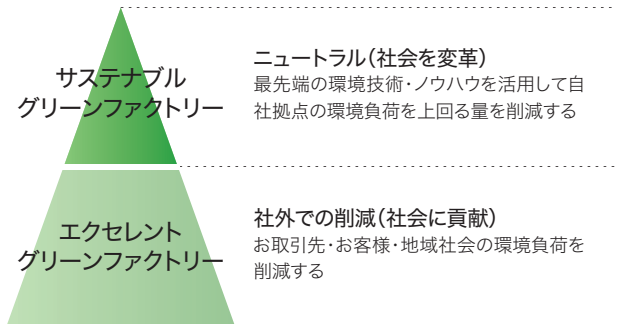 サステナブル
グリーンファクトリー
ニュートラル(社会を変革)
最先端の環境技術・ノウハウを活用して自
社拠点の環境負荷を上回る量を削減する
エクセレント
グリーンファクトリー
社外での削減(社会に貢献)
お取引先・お客様・地域社会の環境負荷を
削減する